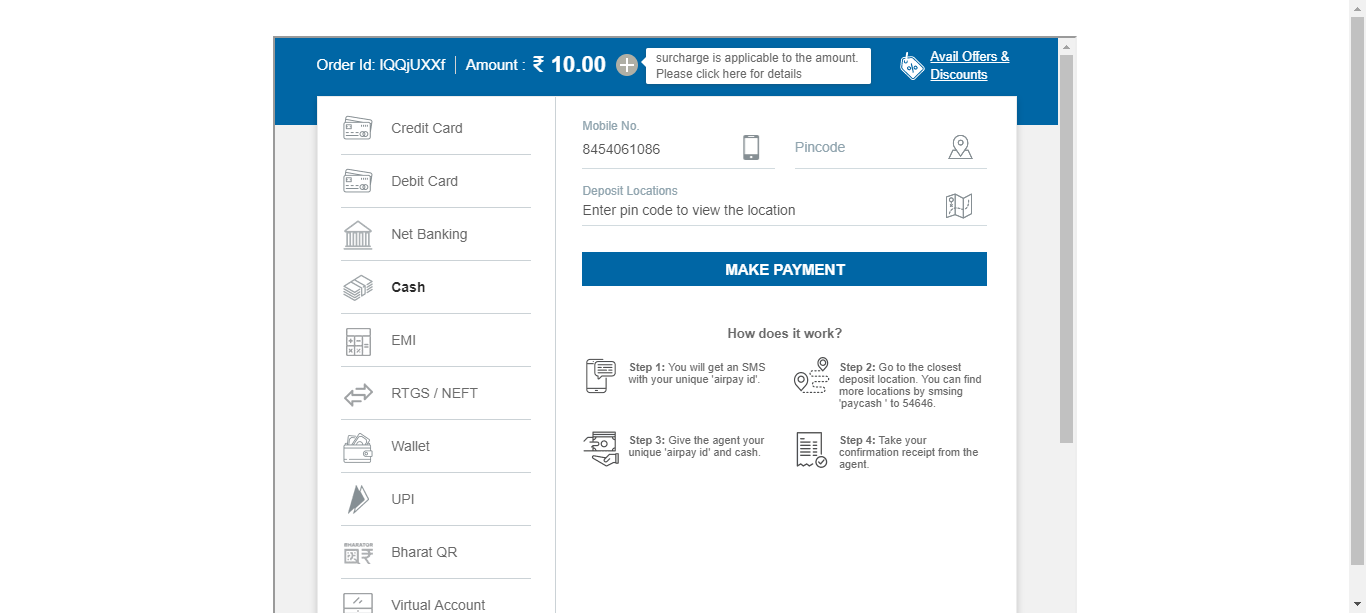 Order Id: IQQjUXXf Amount : ₹ 10.00
surcharge is applicable to the amount.
Please click here for details
Avail Offers &
Discounts
Credit Card
Debit Card
Net Banking
Cash
EMI
RTGS / NEFT
Wallet
UPI
BHARATQR
Bharat QR
Virtual Account
Mobile No.
8454061086
Pincode
Deposit Locations
Enter pin code to view the location
MAKE PAYMENT
How does it work?
Step 1: You will get an SMS
with your unique 'airpay id'.
Step 2: Go to the closest
deposit location. You can find
more locations by smsing
'paycash ' to 54646.
Step 3: Give the agent your
unique 'airpay id' and cash.
Step 4: Take your
confirmation receipt from the
agent.